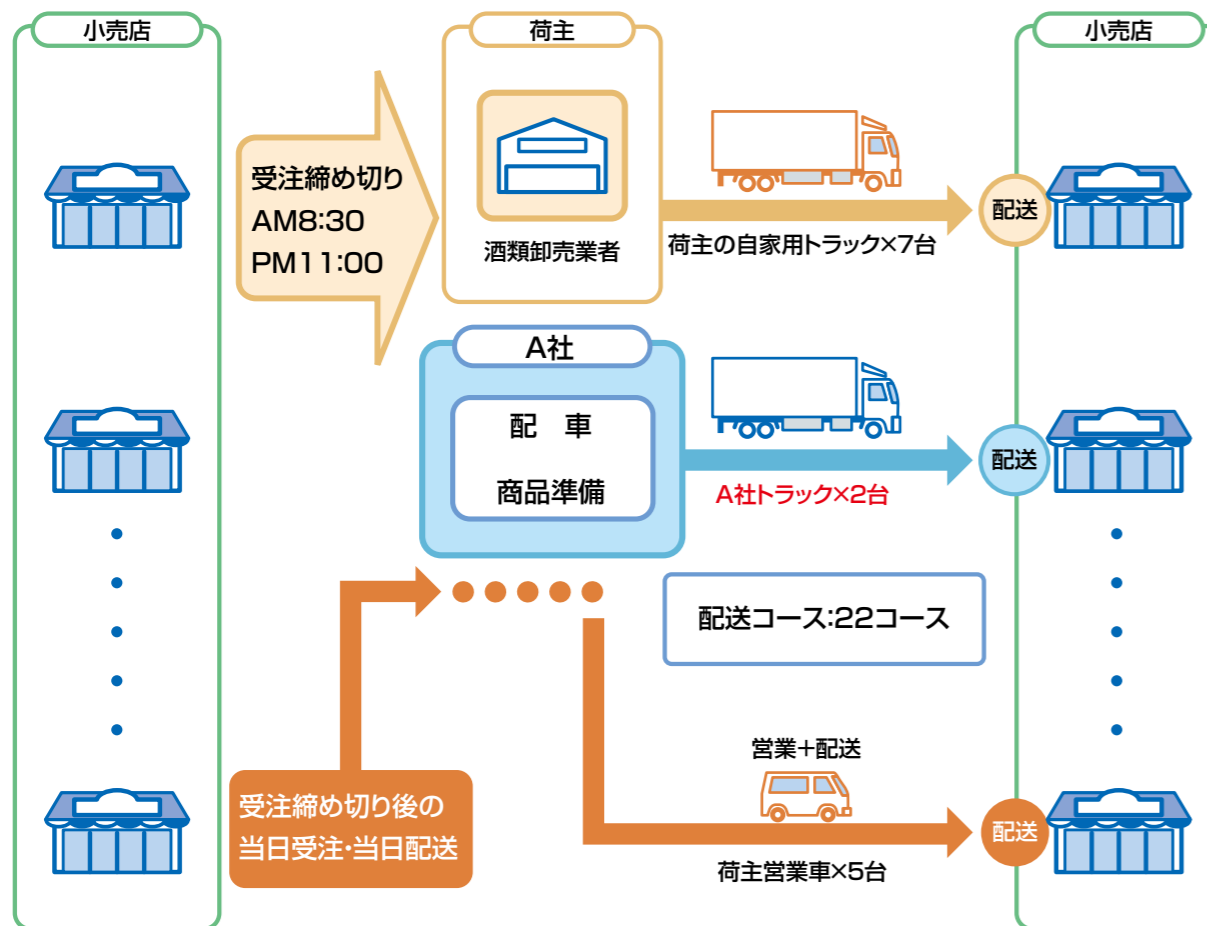 小売店
荷主
小売店
受注締め切り
AM8:30
PM11:00
酒類卸売業者
荷主の自家用トラック×7台
配送
A社
配　車
商品準備
A社トラック×2台
配送
配送コース:22コース
受注締め切り後の
当日受注・当日配送
営業+配送
荷主営業車×5台
配送